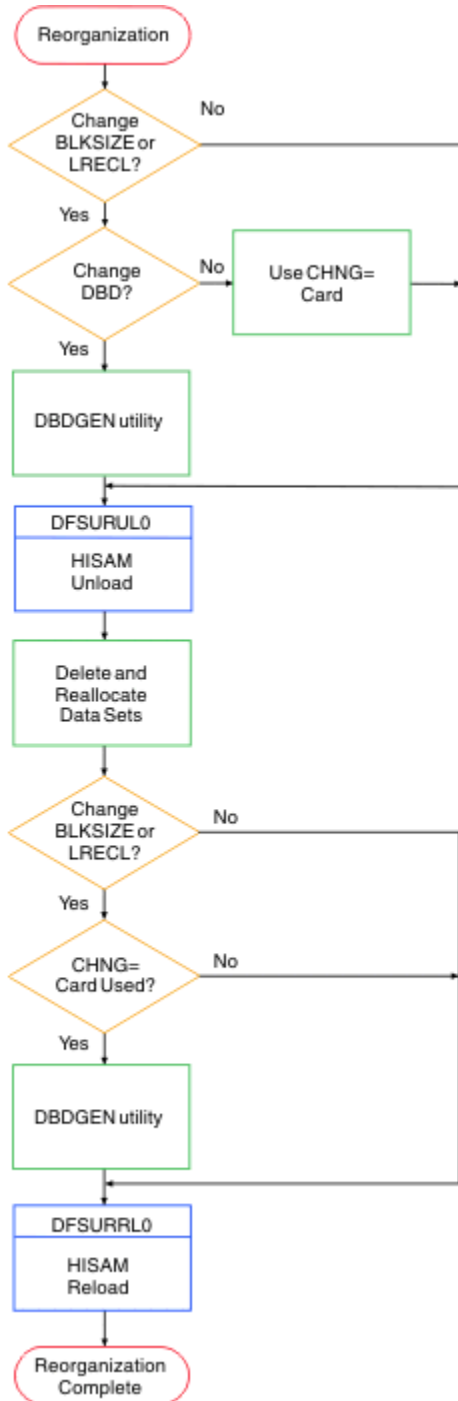 Reorganization
Change
BLKSIZE or
LRECL?
No
Yes
Change
DBD?
No
Use CHNG=
Card
Yes
DBDGEN utility
DFSURUL0
HISAM
Unload
Delete and
Reallocate
Data Sets
Change
BLKSIZE or
LRECL?
No
Yes
CHNG=
Card Used?
No
Yes
DBDGEN utility
DFSURRL0
HISAM
Reload
Reorganization
Complete